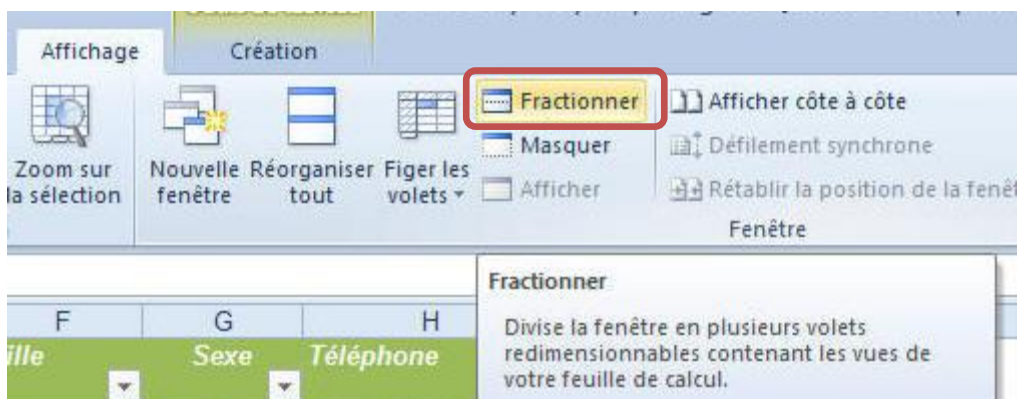 Affichage Création
Fractionner Afficher côte à côte
Masquer Défilement synchrone
Zoom sur Nouvelle Réorganiser Figer les
la sélection fenêtre tout volets Afficher Rétablir la position de la
Fenêtre
Fractionner
F G H
Divise la fenêtre en plusieurs volets
Sexe Téléphone redimensionnables contenant les vues de
votre feuille de calcul.